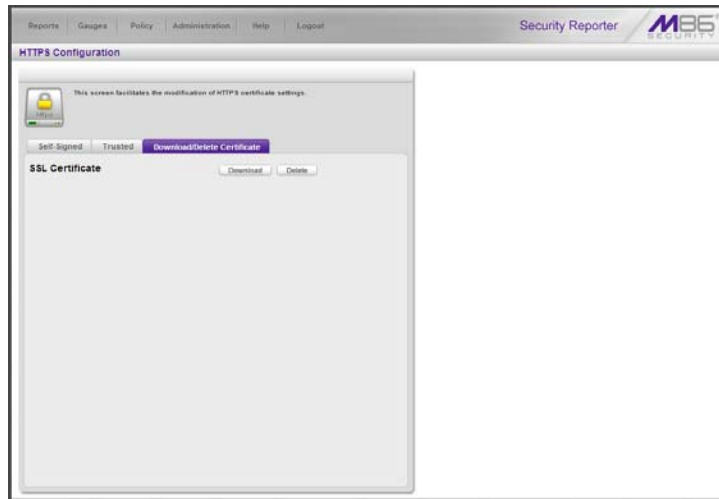 Reports Gauges Policy Administration Help Logout Security Reporter M86 SECURITY
HTTPS Configuration
This screen facilitates the modification of HTTPS certificate settings.
Https
Self-Signed Trusted Download/Delete Certificate
SSL Certificate Download Delete